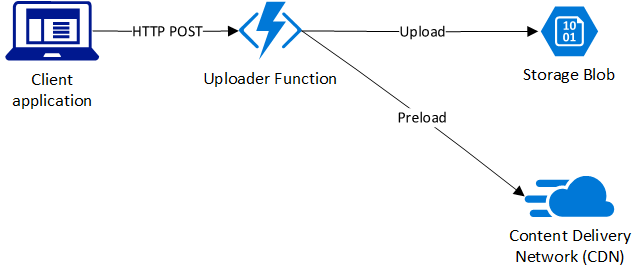 HTTP POST
Upload
10
01
Client
application
Uploader Function
Storage Blob
Preload
Content Delivery
Network (CDN)